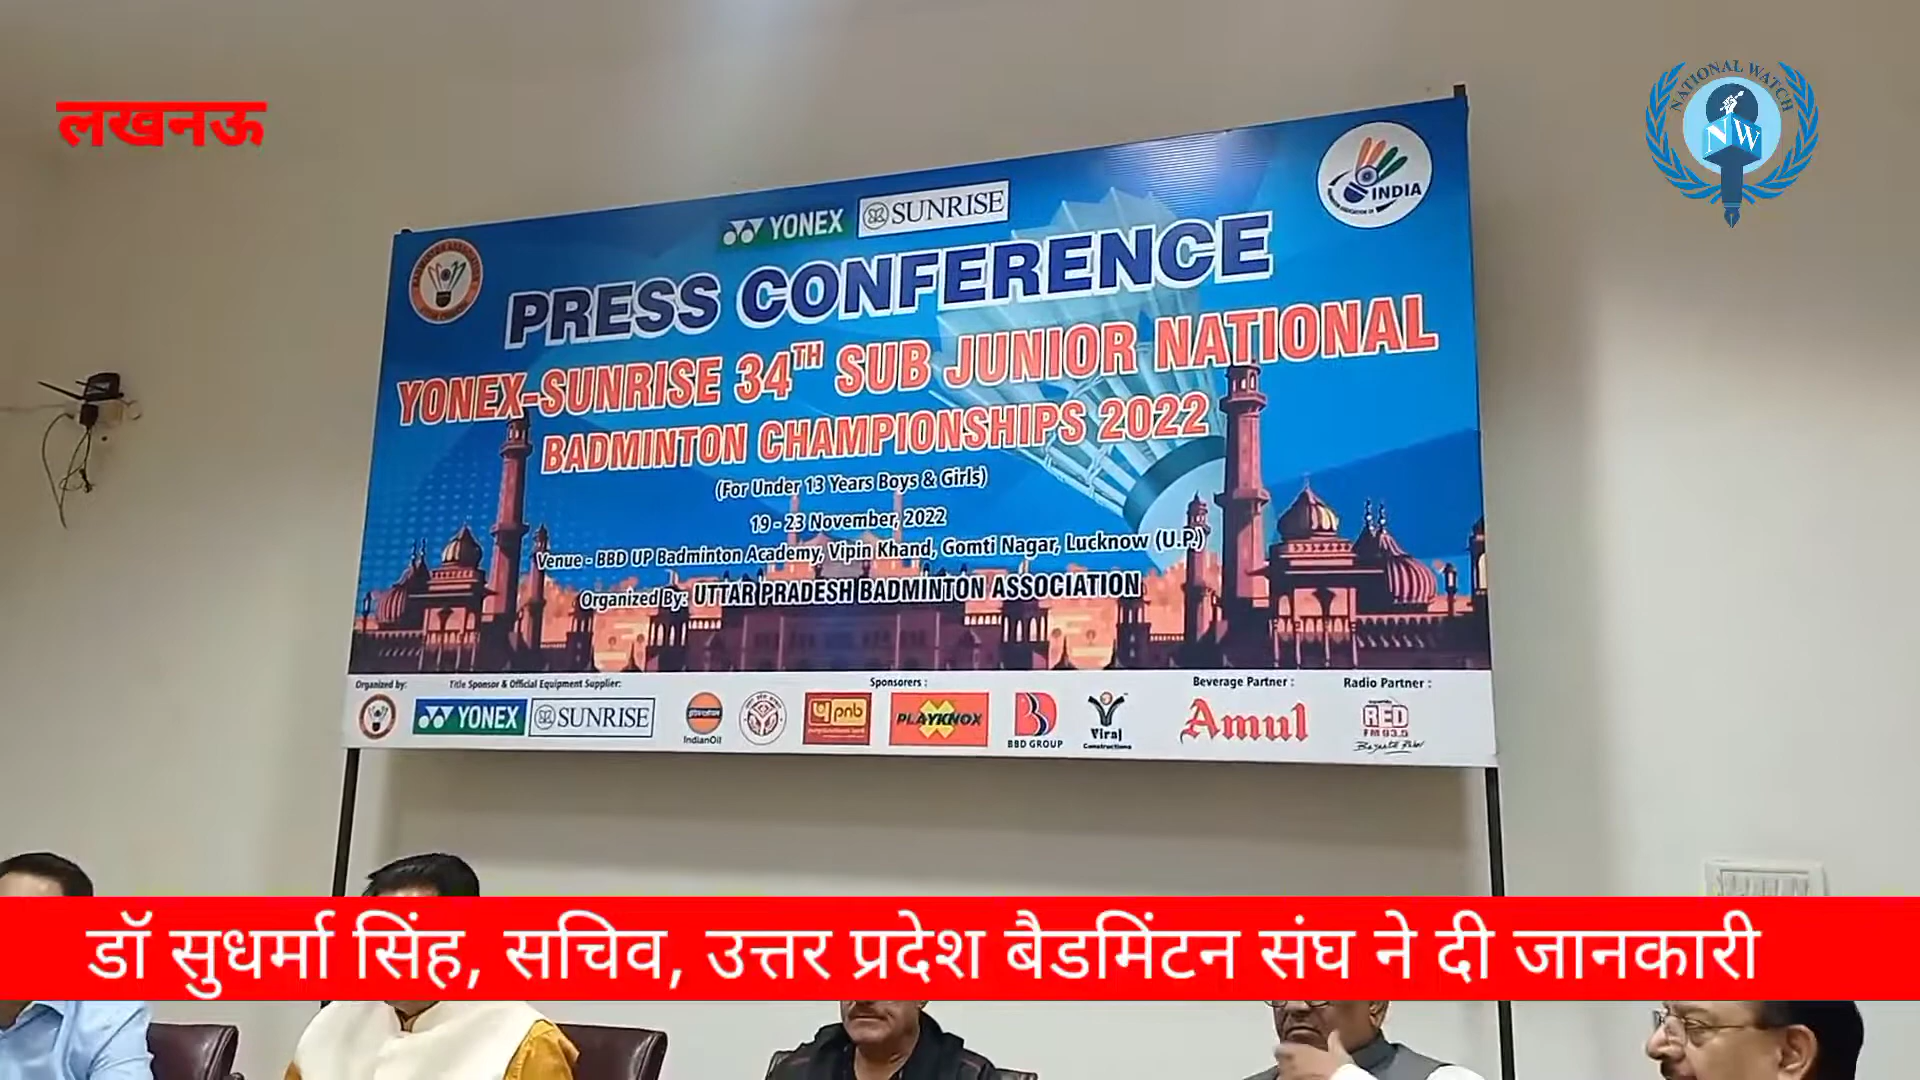 लखनऊ
NATIONAL WATCH
NW
YONEX
SUNRISE
INDIA
PRESS CONFERENCE
YONEX-SUNRISE 34TH SUB JUNIOR NATIONAL
BADMINTON CHAMPIONSHIPS 2022
(For Under 13 Years Boys & Girls)
19 - 23 November, 2022
Venue - BBD UP Badminton Academy, Vipin Khand, Gomti Nagar, Lucknow (U.P.)
Organized By: UTTAR PRADESH BADMINTON ASSOCIATION
Organized by:
Title Sponsor & Official Equipment Supplier:
Sponsorers :
Beverage Partner :
Radio Partner :
YONEX
SUNRISE
IndianOil
pnb
PLAYKNOX
BBD GROUP
Viraj
Constructions
Amul
RED
FM 93.5
डॉ सुधर्मा सिंह, सचिव, उत्तर प्रदेश बैडमिंटन संघ ने दी जानकारी